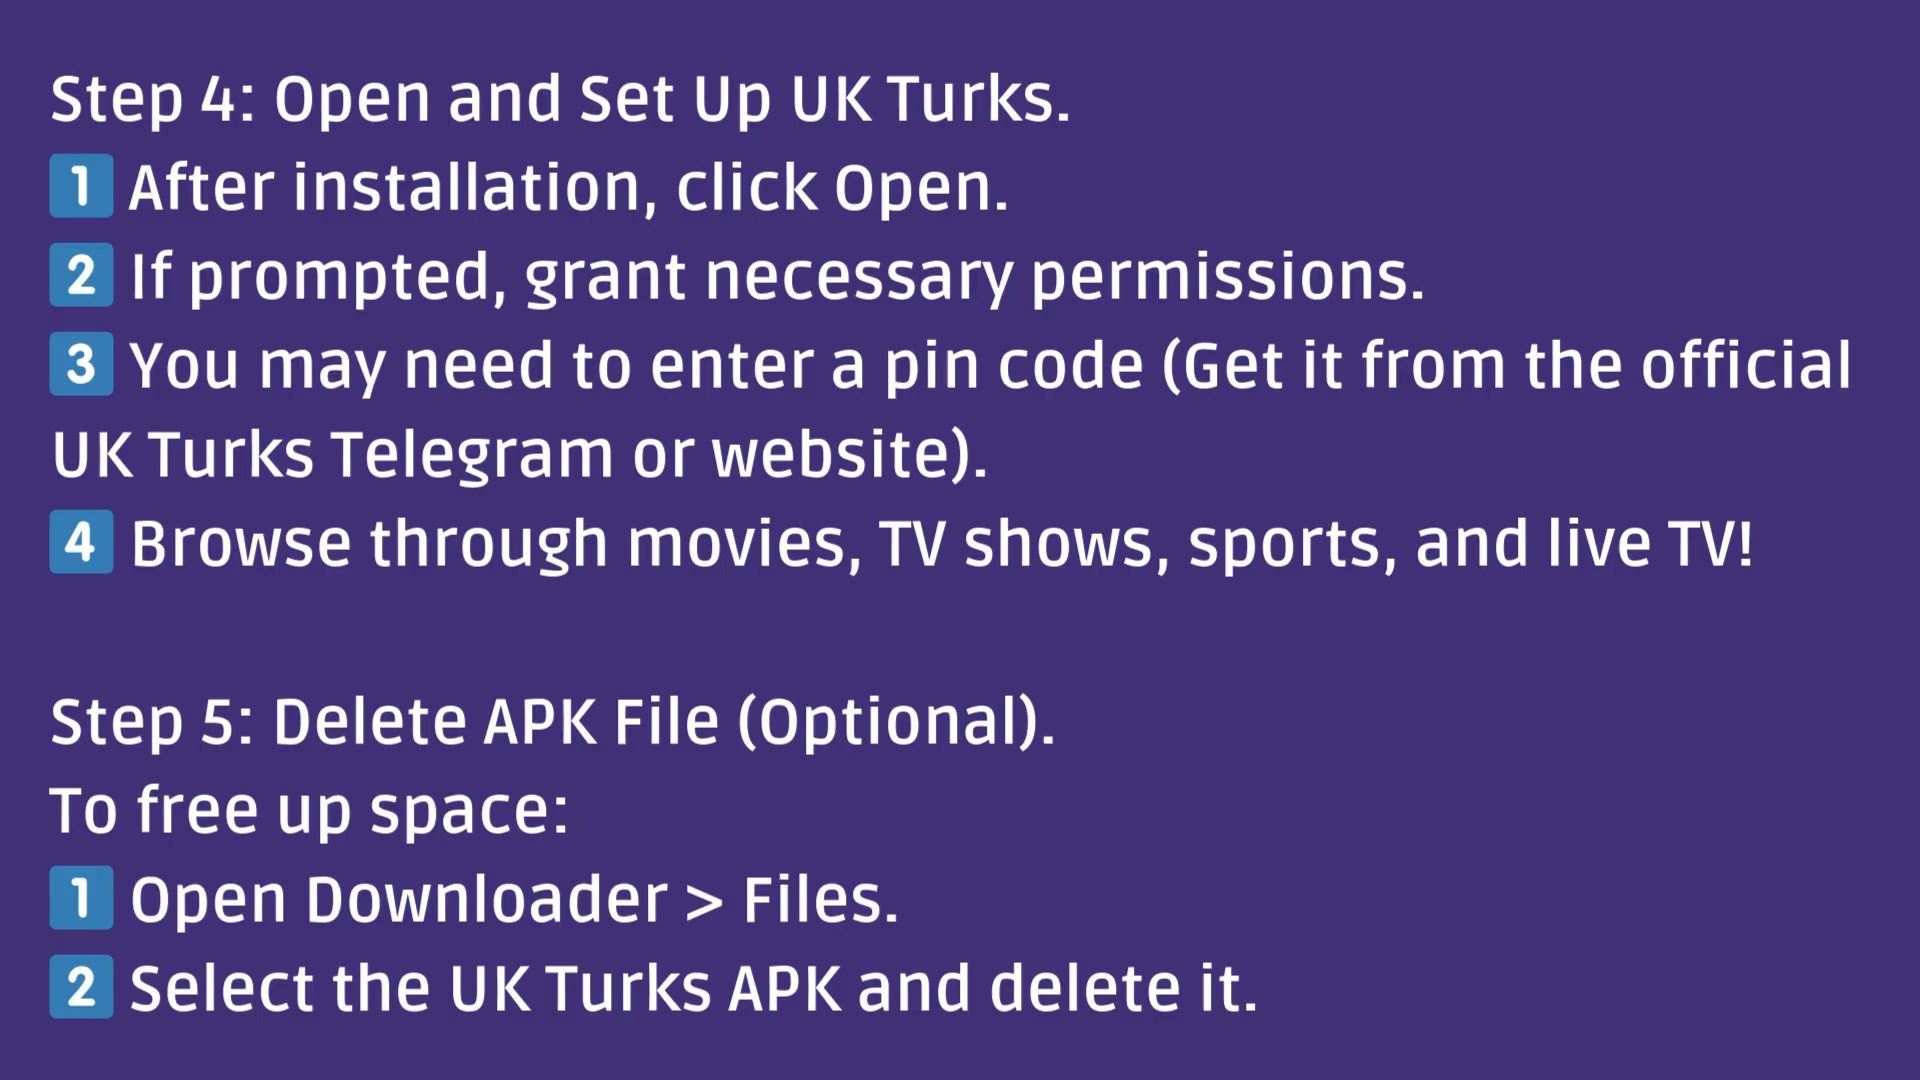 Step 4: Open and Set Up UK Turks.
1 After installation, click Open.
2 If prompted, grant necessary permissions.
3 You may need to enter a pin code (Get it from the official
UK Turks Telegram or website).
4 Browse through movies, TV shows, sports, and live TV!
Step 5: Delete APK File (Optional).
To free up space:
1 Open Downloader > Files.
2 Select the UK Turks APK and delete it.